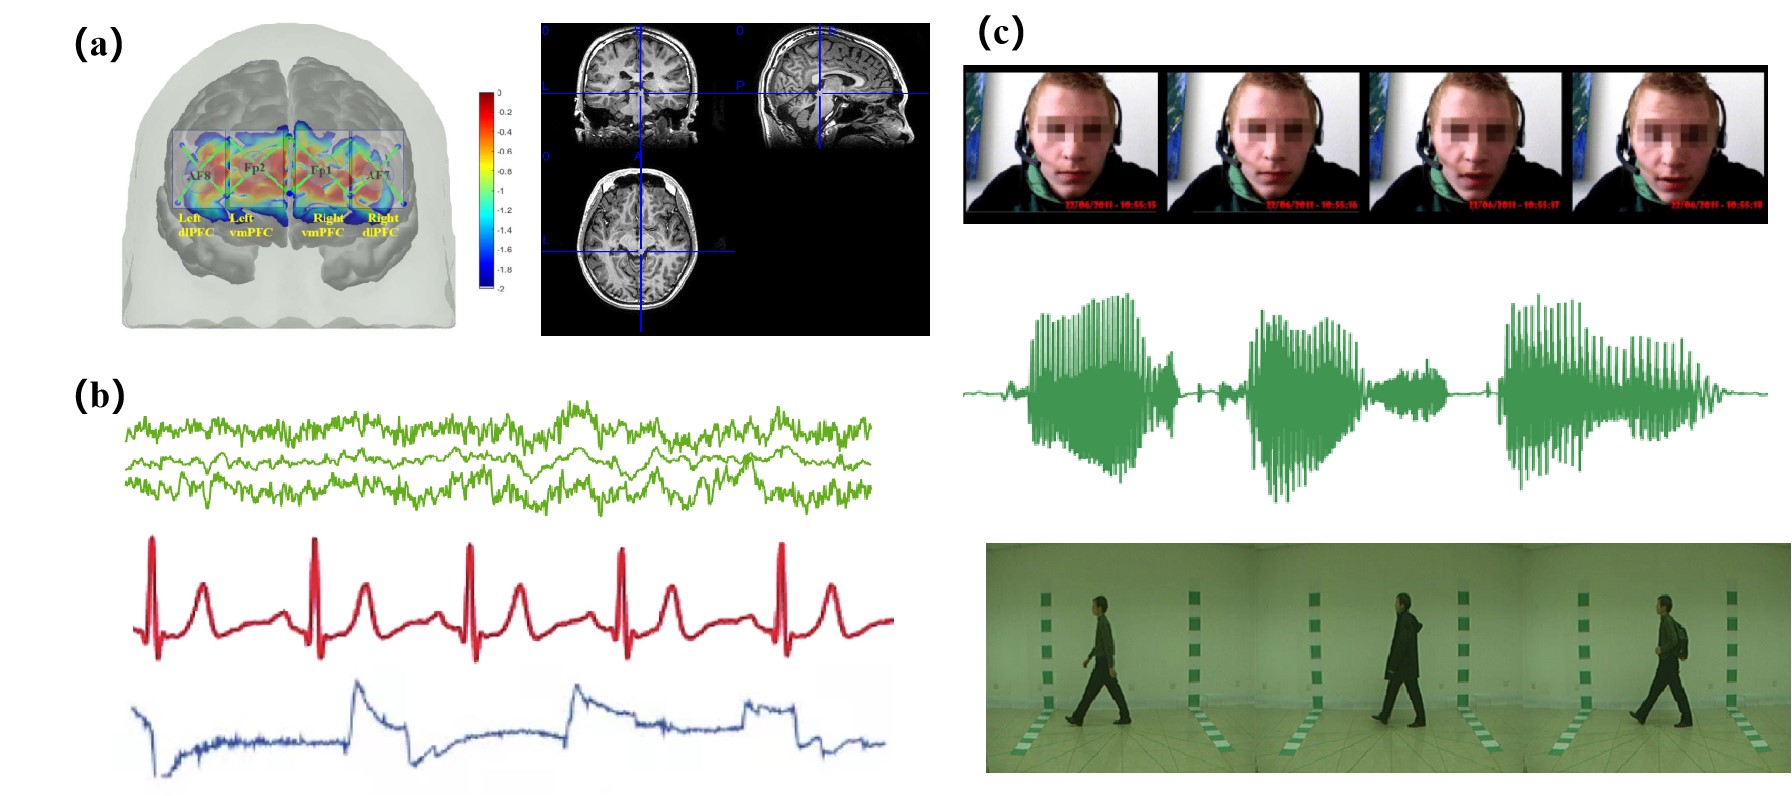 (a)
AF8
Fp2
Fp1
AF7
Left
dlPFC
Left
vmPFC
Right
vmPFC
Right
dlPFC
0
-0.2
-0.4
-0.6
-0.8
-1
-1.2
-1.4
-1.6
-1.8
-2
L
P
A
L
(b)
(c)
22/06/2011 - 10:55:15
22/06/2011 - 10:55:16
22/06/2011 - 10:55:17
22/06/2011 - 10:55:18